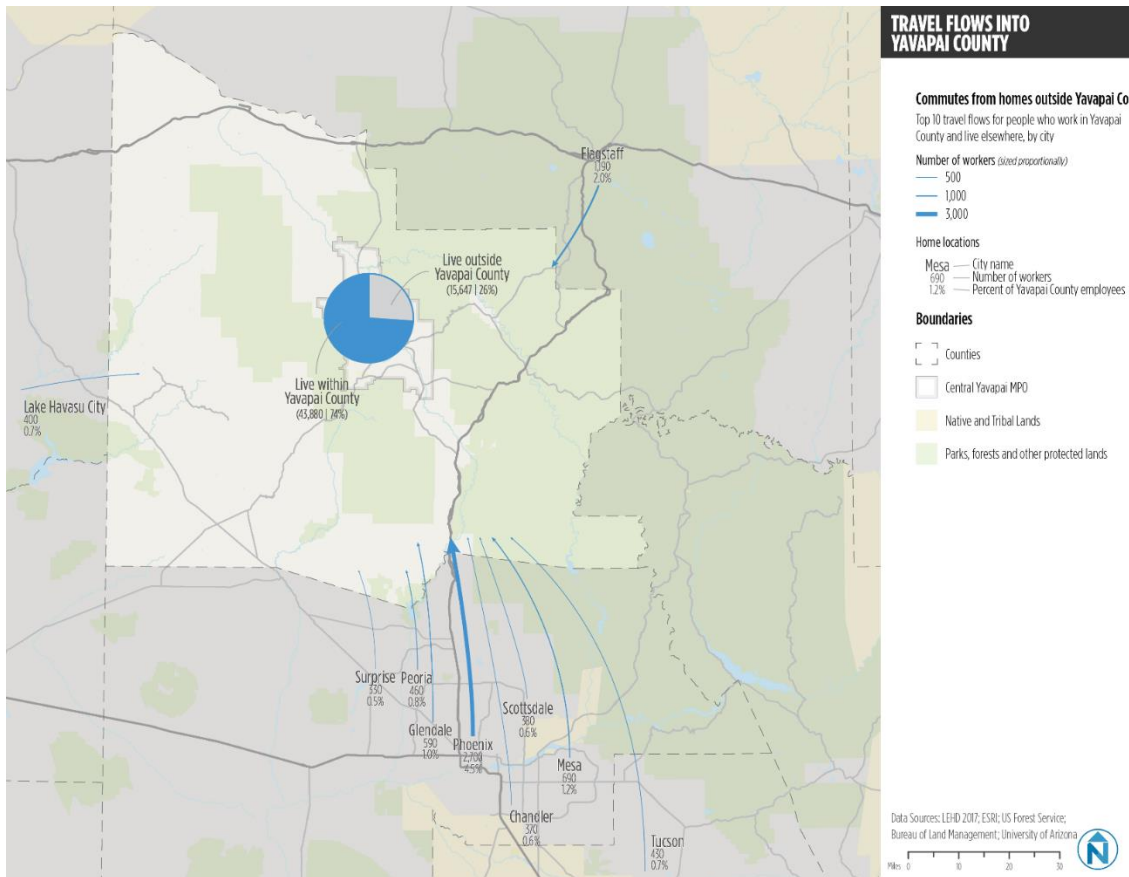 TRAVEL FLOWS INTO
YAVAPAI COUNTY
Commutes from homes outside Yavapai Co
Top 10 travel flows for people who work in Yavapai
County and live elsewhere, by city
Number of workers (sized proportionally)
500
1,000
3,000
Home locations
Mesa
690
1.2%
City name
Number of workers
Percent of Yavapai County employees
Boundaries
Counties
Central Yavapai MPO
Native and Tribal Lands
Parks, forests and other protected lands
Data Sources: LEHD 2017; ESRI; US Forest Service;
Bureau of Land Management; University of Arizona
Miles 0 10 20 30
N
Flagstaff
1,190
2.0%
Live outside
Yavapai County
(15,647 | 26%)
Live within
Yavapai County
(43,880 | 74%)
Lake Havasu City
400
0.7%
Surprise
330
0.5%
Peoria
460
0.8%
Glendale
590
1.0%
Phoenix
2,700
4.5%
Scottsdale
380
0.6%
Mesa
690
1.2%
Chandler
370
0.6%
Tucson
430
0.7%